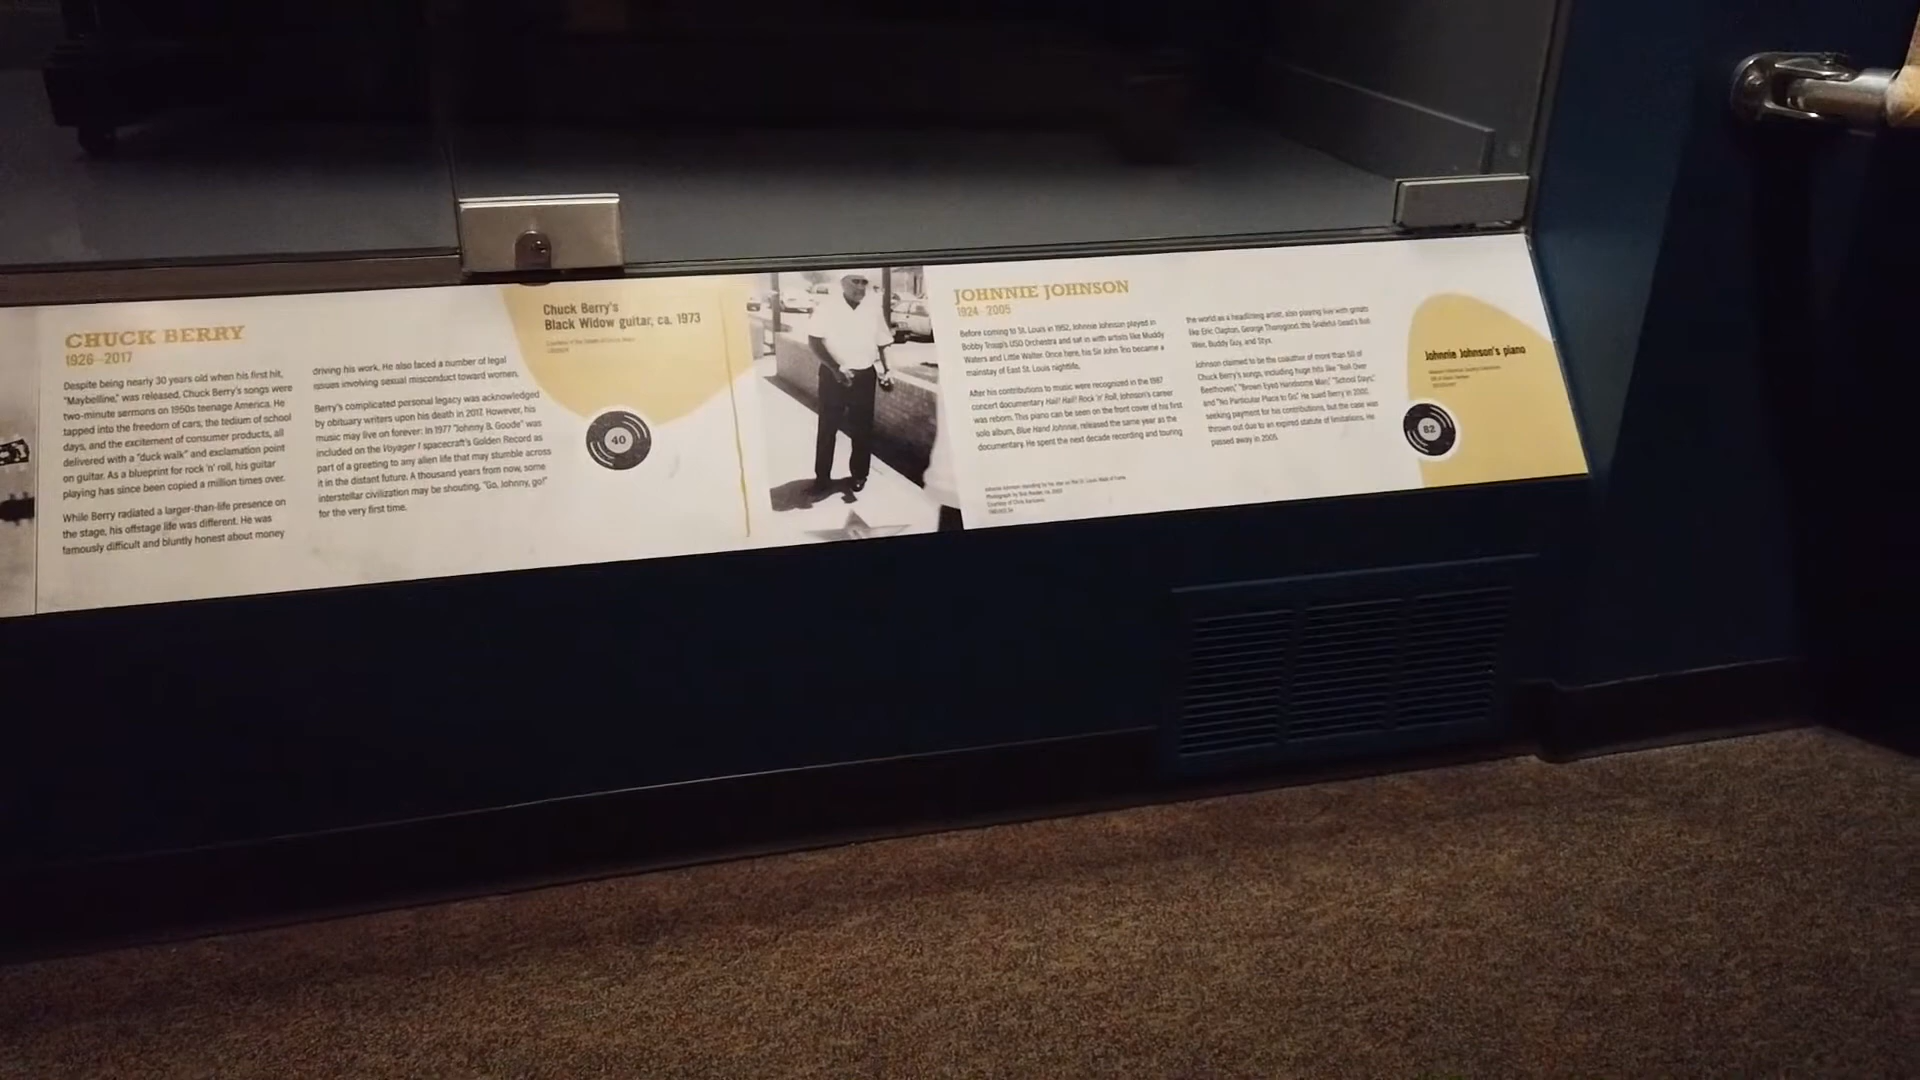 CHUCK BERRY
1926–2017
Despite being nearly 30 years old when his first hit,
"Maybelline," was released, Chuck Berry's songs were
two-minute sermons on 1950s teenage America. He
tapped into the freedom of cars, the tedium of school
days, and the excitement of consumer products, all
delivered with a "duck walk" and exclamation point
on guitar. As a blueprint for rock 'n' roll, his guitar
playing has since been copied a million times over.
While Berry radiated a larger-than-life presence on
the stage, his offstage life was different. He was
famously difficult and bluntly honest about money
driving his work. He also faced a number of legal
issues involving sexual misconduct toward women.
Berry's complicated personal legacy was acknowledged
by obituary writers upon his death in 2017. However, his
music may live on forever: In 1977 "Johnny B. Goode" was
included on the Voyager 1 spacecraft's Golden Record as
part of a greeting to any alien life that may stumble across
it in the distant future. A thousand years from now, some
interstellar civilization may be shouting, "Go, Johnny, go!"
for the very first time.
Chuck Berry's
Black Widow guitar, ca. 1973
40
JOHNNIE JOHNSON
1924–2005
Before coming to St. Louis in 1952, Johnnie Johnson played in
Bobby Troup's USO Orchestra and sat in with artists like Muddy
Waters and Little Walter. Once here, his Sir John Trio became a
mainstay of East St. Louis nightlife.
After his contributions to music were recognized in the 1987
concert documentary Hail! Hail! Rock 'n' Roll, Johnson's career
was reborn. This piano can be seen on the front cover of his first
solo album, Blue Hand Johnnie, released the same year as the
documentary. He spent the next decade recording and touring
the world as a headlining artist, also playing live with greats
like Eric Clapton, George Thorogood, the Grateful Dead's Bob
Weir, Buddy Guy, and Styx.
Johnson claimed to be the coauthor of more than 50 of
Chuck Berry's songs, including huge hits like "Roll Over
Beethoven," "Brown Eyed Handsome Man," "School Days,"
and "No Particular Place to Go." He sued Berry in 2000,
seeking payment for his contributions, but the case was
thrown out due to an expired statute of limitations. He
passed away in 2005.
Johnnie Johnson's piano
82